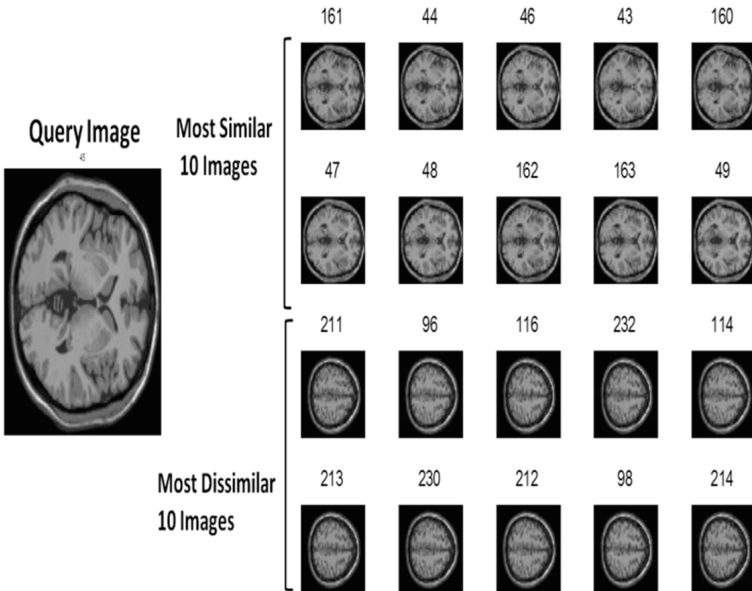 161 44 46 43 160
Query Image
45
Most Similar
10 Images
47 48 162 163 49
211 96 116 232 114
Most Dissimilar
10 Images
213 230 212 98 214